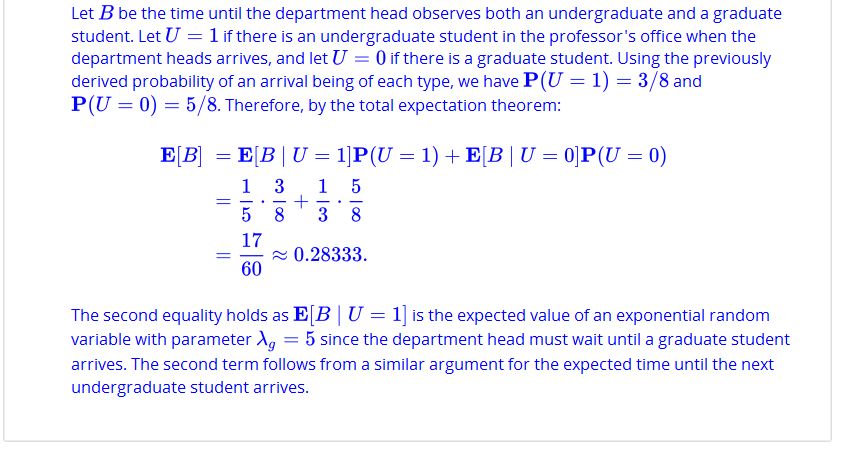 Let B be the time until the department head observes both an undergraduate and a graduate
student. Let U = 1 if there is an undergraduate student in the professor's office when the
department heads arrives, and let U = 0 if there is a graduate student. Using the previously
derived probability of an arrival being of each type, we have P(U = 1) = 3/8 and
P(U = 0) = 5/8. Therefore, by the total expectation theorem:
E[B] = E[B | U = 1]P(U = 1) + E[B | U = 0]P(U = 0)
= 1/5 · 3/8 + 1/3 · 5/8
= 17/60 ≈ 0.28333.
The second equality holds as E[B | U = 1] is the expected value of an exponential random
variable with parameter λ_g = 5 since the department head must wait until a graduate student
arrives. The second term follows from a similar argument for the expected time until the next
undergraduate student arrives.